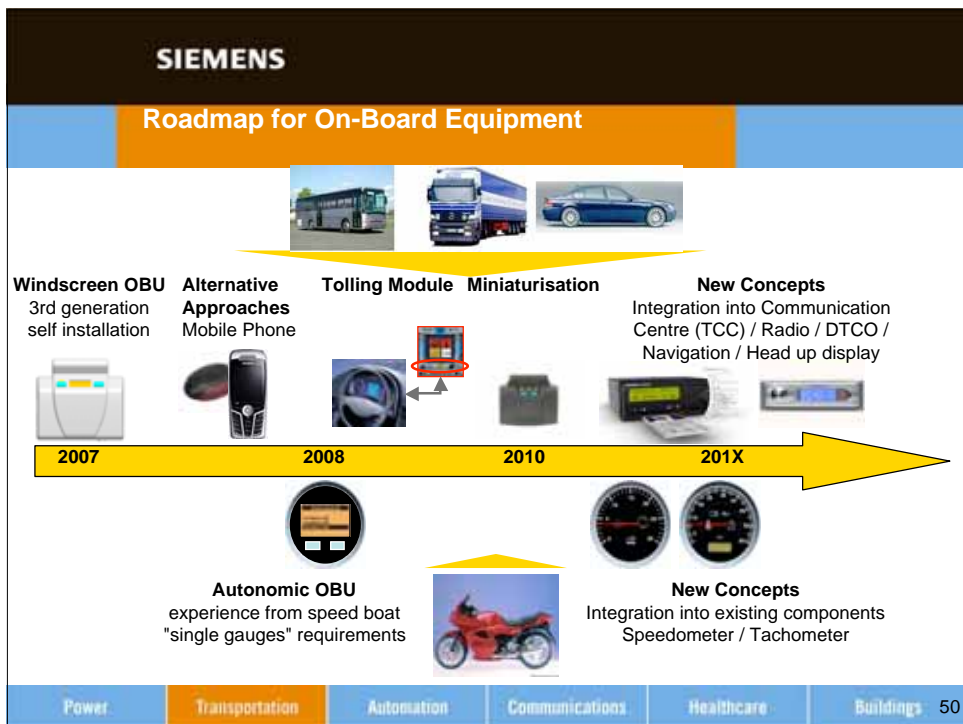 SIEMENS
Roadmap for On-Board Equipment
Windscreen OBU
3rd generation
self installation
Alternative
Approaches
Mobile Phone
Tolling Module
Miniaturisation
New Concepts
Integration into Communication
Centre (TCC) / Radio / DTCO /
Navigation / Head up display
2007
2008
2010
201X
Autonomic OBU
experience from speed boat
"single gauges" requirements
New Concepts
Integration into existing components
Speedometer / Tachometer
Power
Transportation
Automation
Communications
Healthcare
Buildings
50